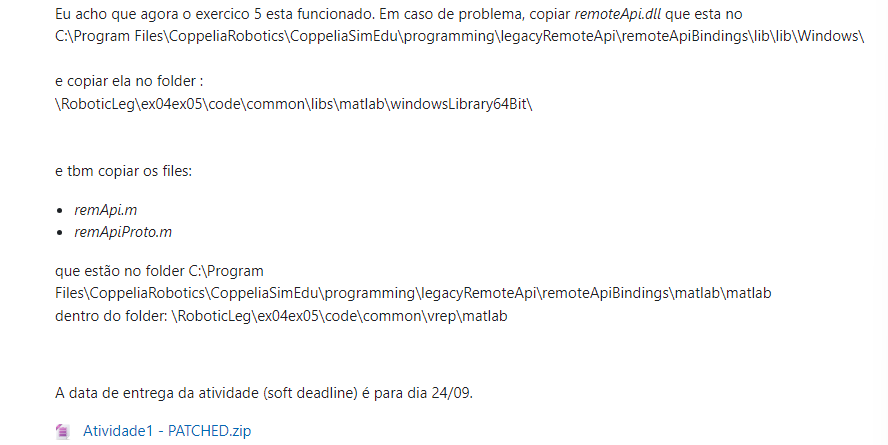 Eu acho que agora o exercico 5 esta funcionado. Em caso de problema, copiar remoteApi.dll que esta no
C:\Program Files\CoppeliaRobotics\CoppeliaSimEdu\programming\legacyRemoteApi\remoteApiBindings\lib\lib\Windows\
e copiar ela no folder :
\RoboticLeg\ex04ex05\code\common\libs\matlab\windowsLibrary64Bit\
e tbm copiar os files:
• remApi.m
• remApiProto.m
que estão no folder C:\Program
Files\CoppeliaRobotics\CoppeliaSimEdu\programming\legacyRemoteApi\remoteApiBindings\matlab\matlab
dentro do folder: \RoboticLeg\ex04ex05\code\common\vrep\matlab
A data de entrega da atividade (soft deadline) é para dia 24/09.
Atividade1 - PATCHED.zip